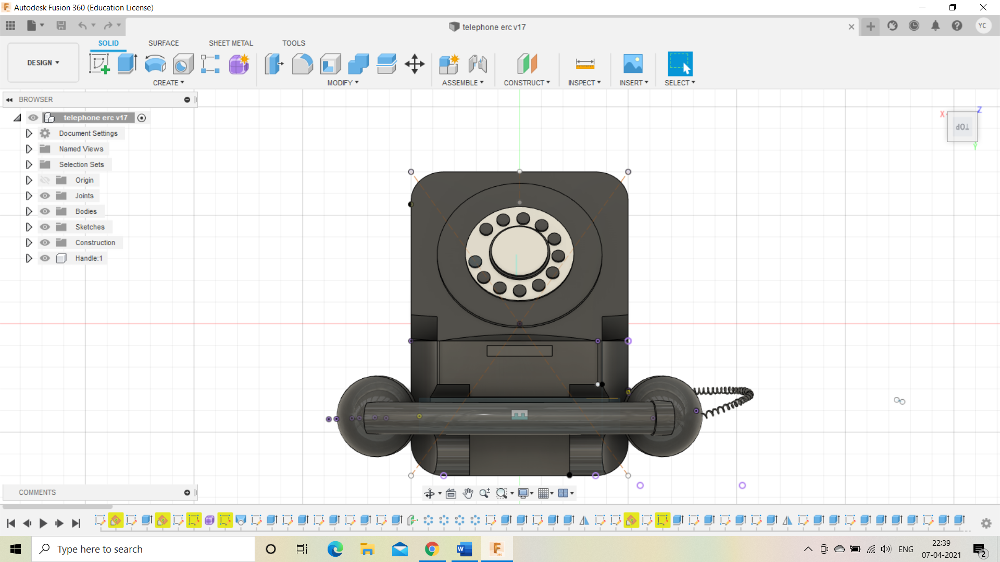 Autodesk Fusion 360 (Education License)
telephone erc v17
YC
SOLID SURFACE SHEET METAL TOOLS
DESIGN
CREATE MODIFY ASSEMBLE CONSTRUCT INSPECT INSERT SELECT
BROWSER
telephone erc v17
Document Settings
Named Views
Selection Sets
Origin
Joints
Bodies
Sketches
Construction
Handle:1
X Z
TOP
Y
COMMENTS
Type here to search
ENG
22:39
07-04-2021
2